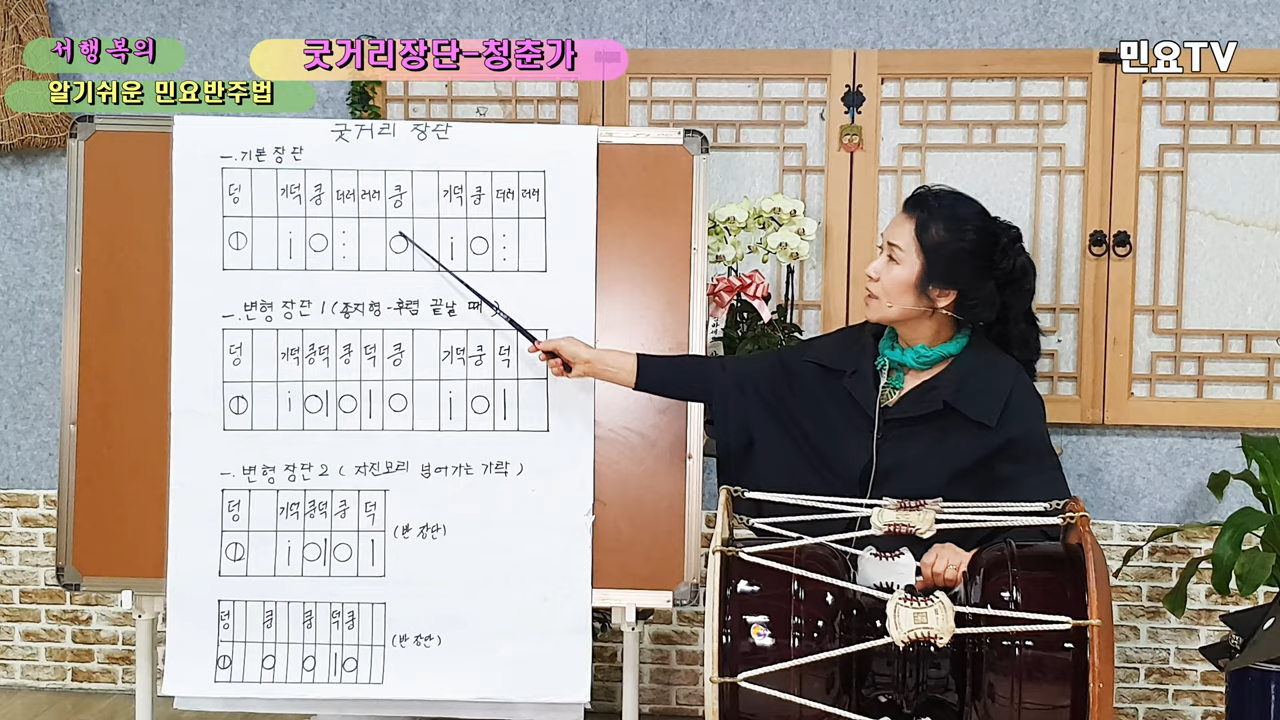 서행복의
알기쉬운 민요반주법
굿거리장단-청춘가
민요TV
굿거리 장단
一. 기본장단
덩 기덕 쿵 더러 러러 쿵 기덕 쿵 더러 더러
一. 변형 장단 1 (종지형-후렴 끝날 때)
덩 기덕 쿵덕 쿵 덕 쿵 기덕 쿵 덕
一. 변형 장단 2 ( 자진모리 넘어가는 가락 )
덩 기덕 쿵덕 쿵 덕
(반 장단)
덩 쿵 쿵 덕쿵
(반 장단)